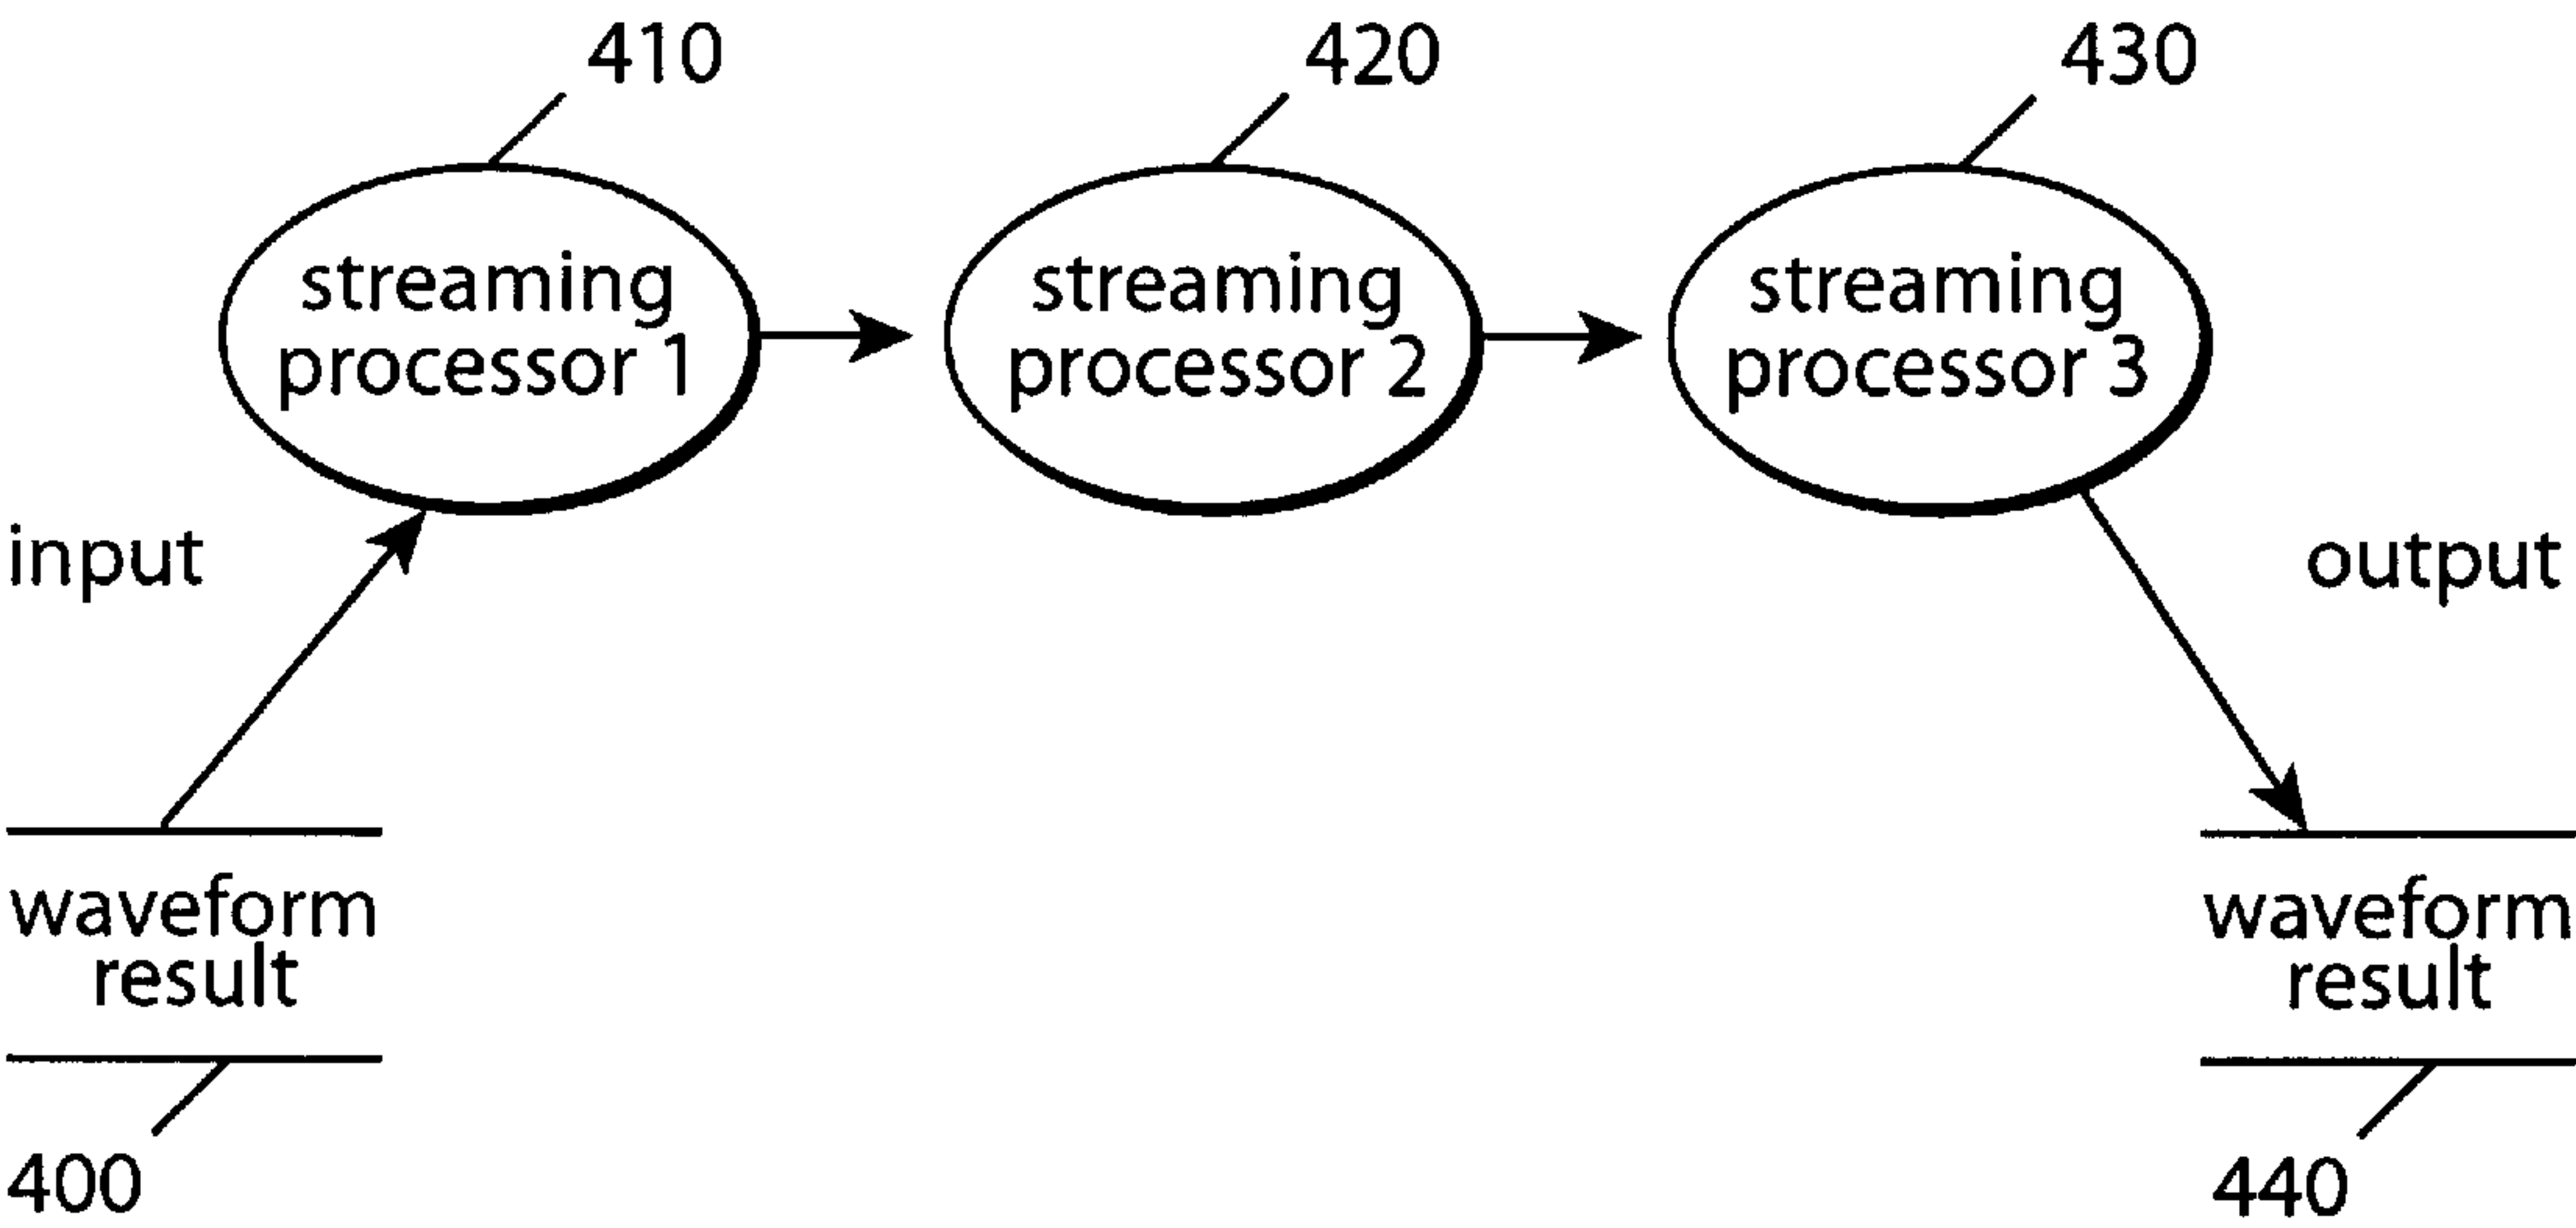 410
420
430
streaming
processor 1
streaming
processor 2
streaming
processor 3
input
output
waveform
result
waveform
result
400
440